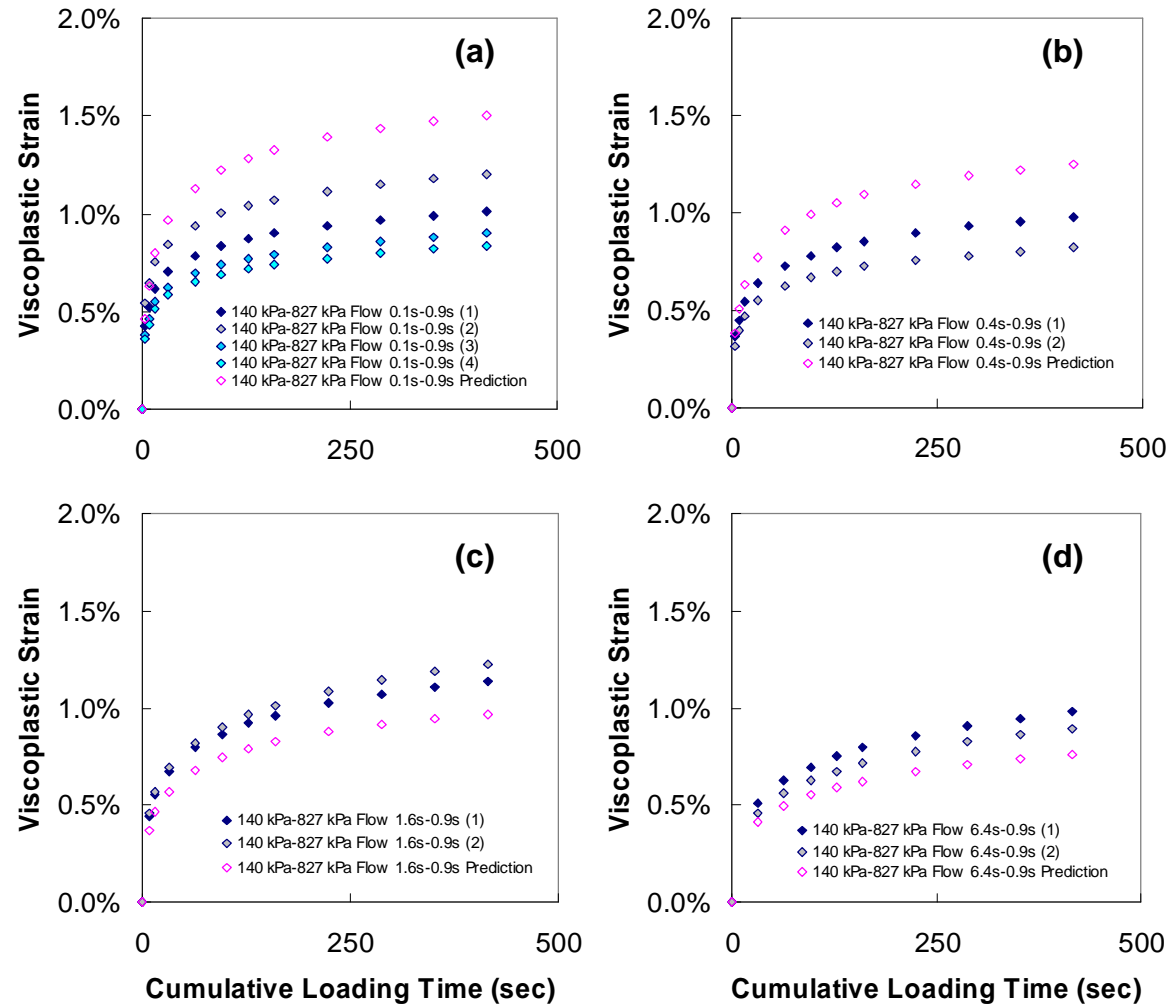 2.0%
1.5%
1.0%
0.5%
0.0%
Viscoplastic Strain
(a)
140 kPa-827 kPa Flow 0.1s-0.9s (1)
140 kPa-827 kPa Flow 0.1s-0.9s (2)
140 kPa-827 kPa Flow 0.1s-0.9s (3)
140 kPa-827 kPa Flow 0.1s-0.9s (4)
140 kPa-827 kPa Flow 0.1s-0.9s Prediction
0
250
500
2.0%
1.5%
1.0%
0.5%
0.0%
Viscoplastic Strain
(b)
140 kPa-827 kPa Flow 0.4s-0.9s (1)
140 kPa-827 kPa Flow 0.4s-0.9s (2)
140 kPa-827 kPa Flow 0.4s-0.9s Prediction
0
250
500
2.0%
1.5%
1.0%
0.5%
0.0%
Viscoplastic Strain
(c)
140 kPa-827 kPa Flow 1.6s-0.9s (1)
140 kPa-827 kPa Flow 1.6s-0.9s (2)
140 kPa-827 kPa Flow 1.6s-0.9s Prediction
0
250
500
Cumulative Loading Time (sec)
2.0%
1.5%
1.0%
0.5%
0.0%
Viscoplastic Strain
(d)
140 kPa-827 kPa Flow 6.4s-0.9s (1)
140 kPa-827 kPa Flow 6.4s-0.9s (2)
140 kPa-827 kPa Flow 6.4s-0.9s Prediction
0
250
500
Cumulative Loading Time (sec)